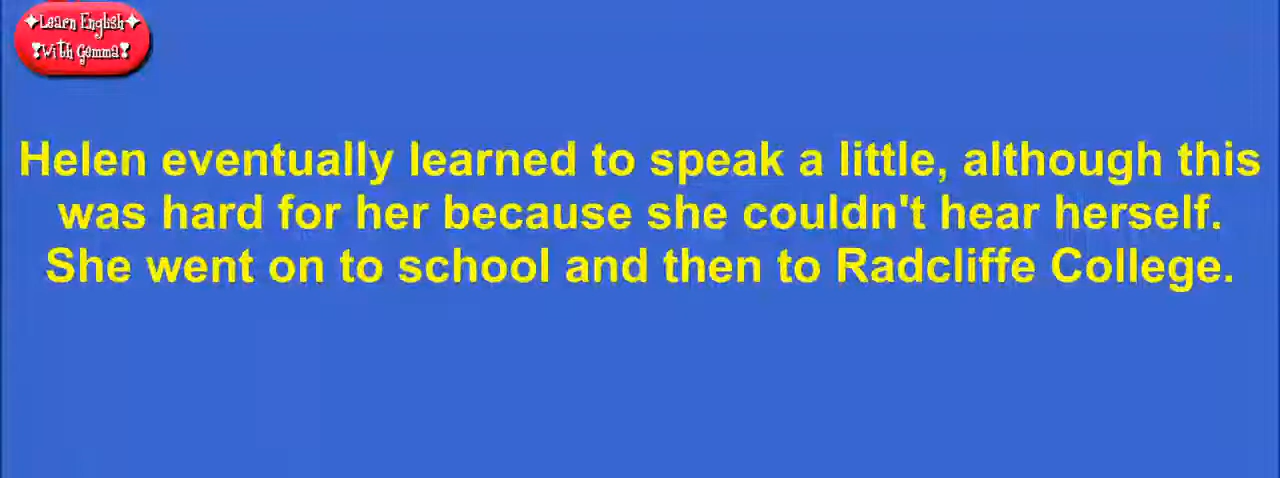 Learn English
With Gemma
Helen eventually learned to speak a little, although this
was hard for her because she couldn't hear herself.
She went on to school and then to Radcliffe College.